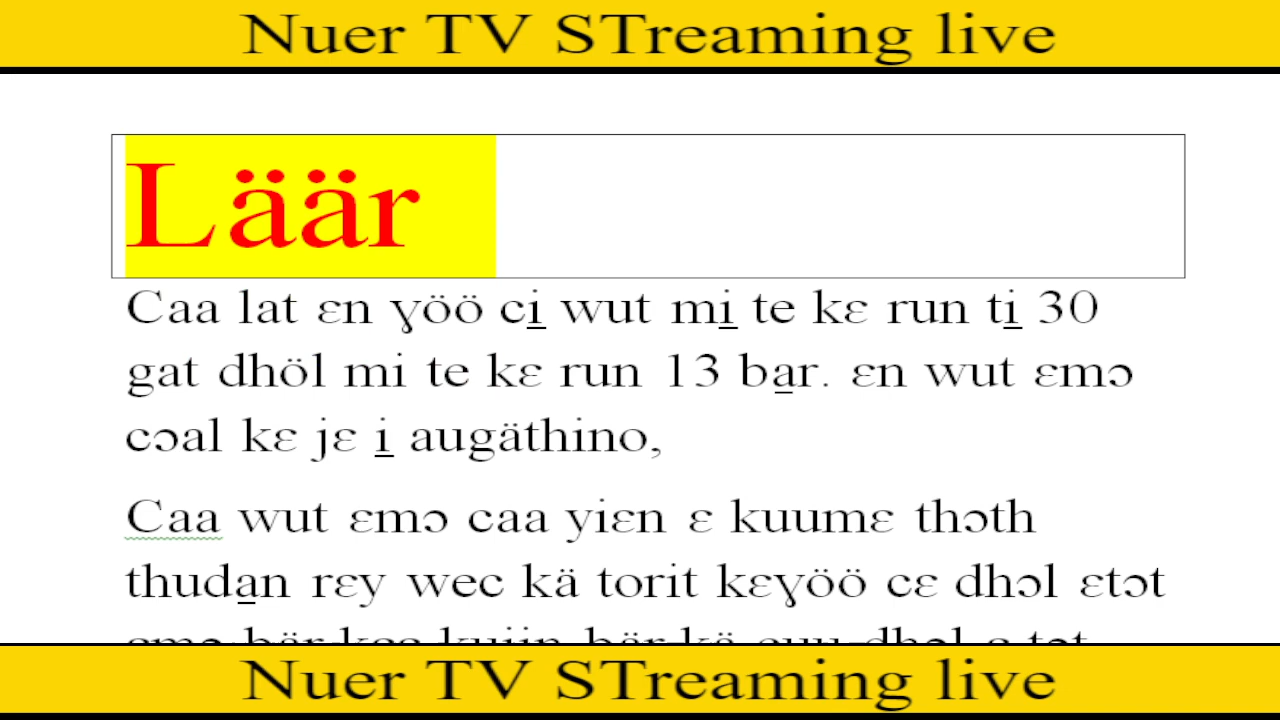 Nuer TV STreaming live
Läär
Caa lat ɛn ɣöö ci̱ wut mi̱ te kɛ run ti̱ 30
gat dhöl mi te kɛ run 13 ba̱r. ɛn wut ɛmɔ
cɔal kɛ jɛ i̱ augäthino,
Caa wut ɛmɔ caa yiɛn ɛ kuumɛ thɔth
thuda̱n rɛy wec kä torit kɛɣöö cɛ dhɔl ɛtɔt
Nuer TV STreaming live